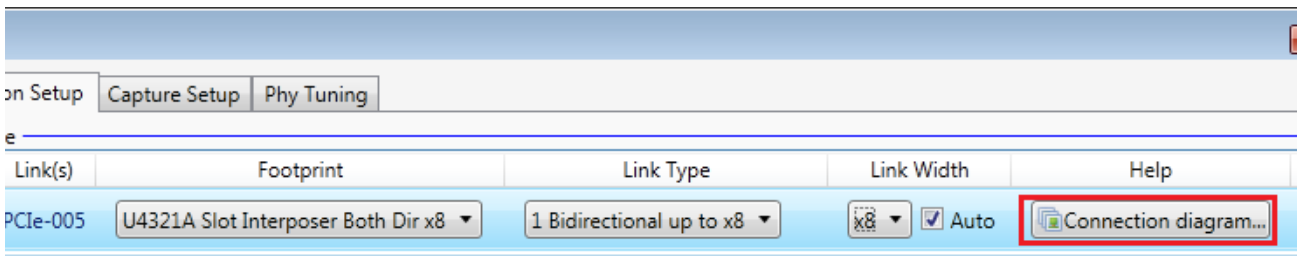 on Setup Capture Setup Phy Tuning
e
Link(s) Footprint Link Type Link Width Help
PCIe-005 U4321A Slot Interposer Both Dir x8 1 Bidirectional up to x8 x8 Auto Connection diagram...